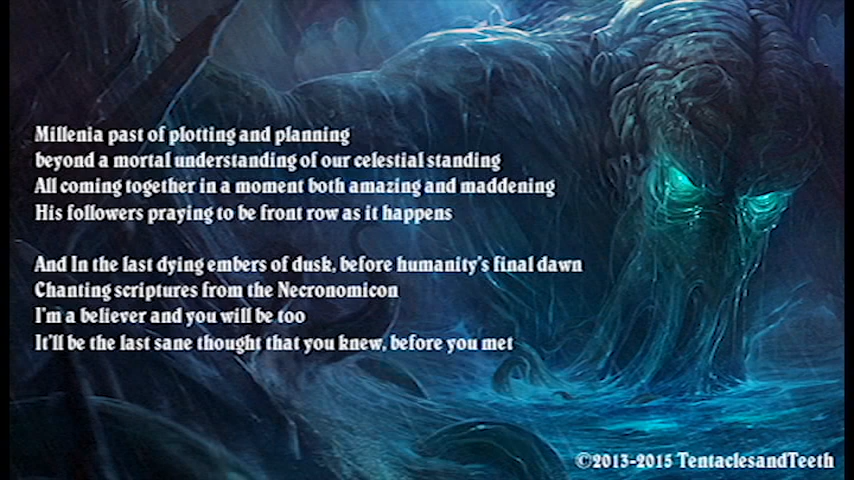 Millenia past of plotting and planning
beyond a mortal understanding of our celestial standing
All coming together in a moment both amazing and maddening
His followers praying to be front row as it happens
And In the last dying embers of dusk, before humanity's final dawn
Chanting scriptures from the Necronomicon
I'm a believer and you will be too
It'll be the last sane thought that you knew, before you met
©2013-2015 TentaclesandTeeth